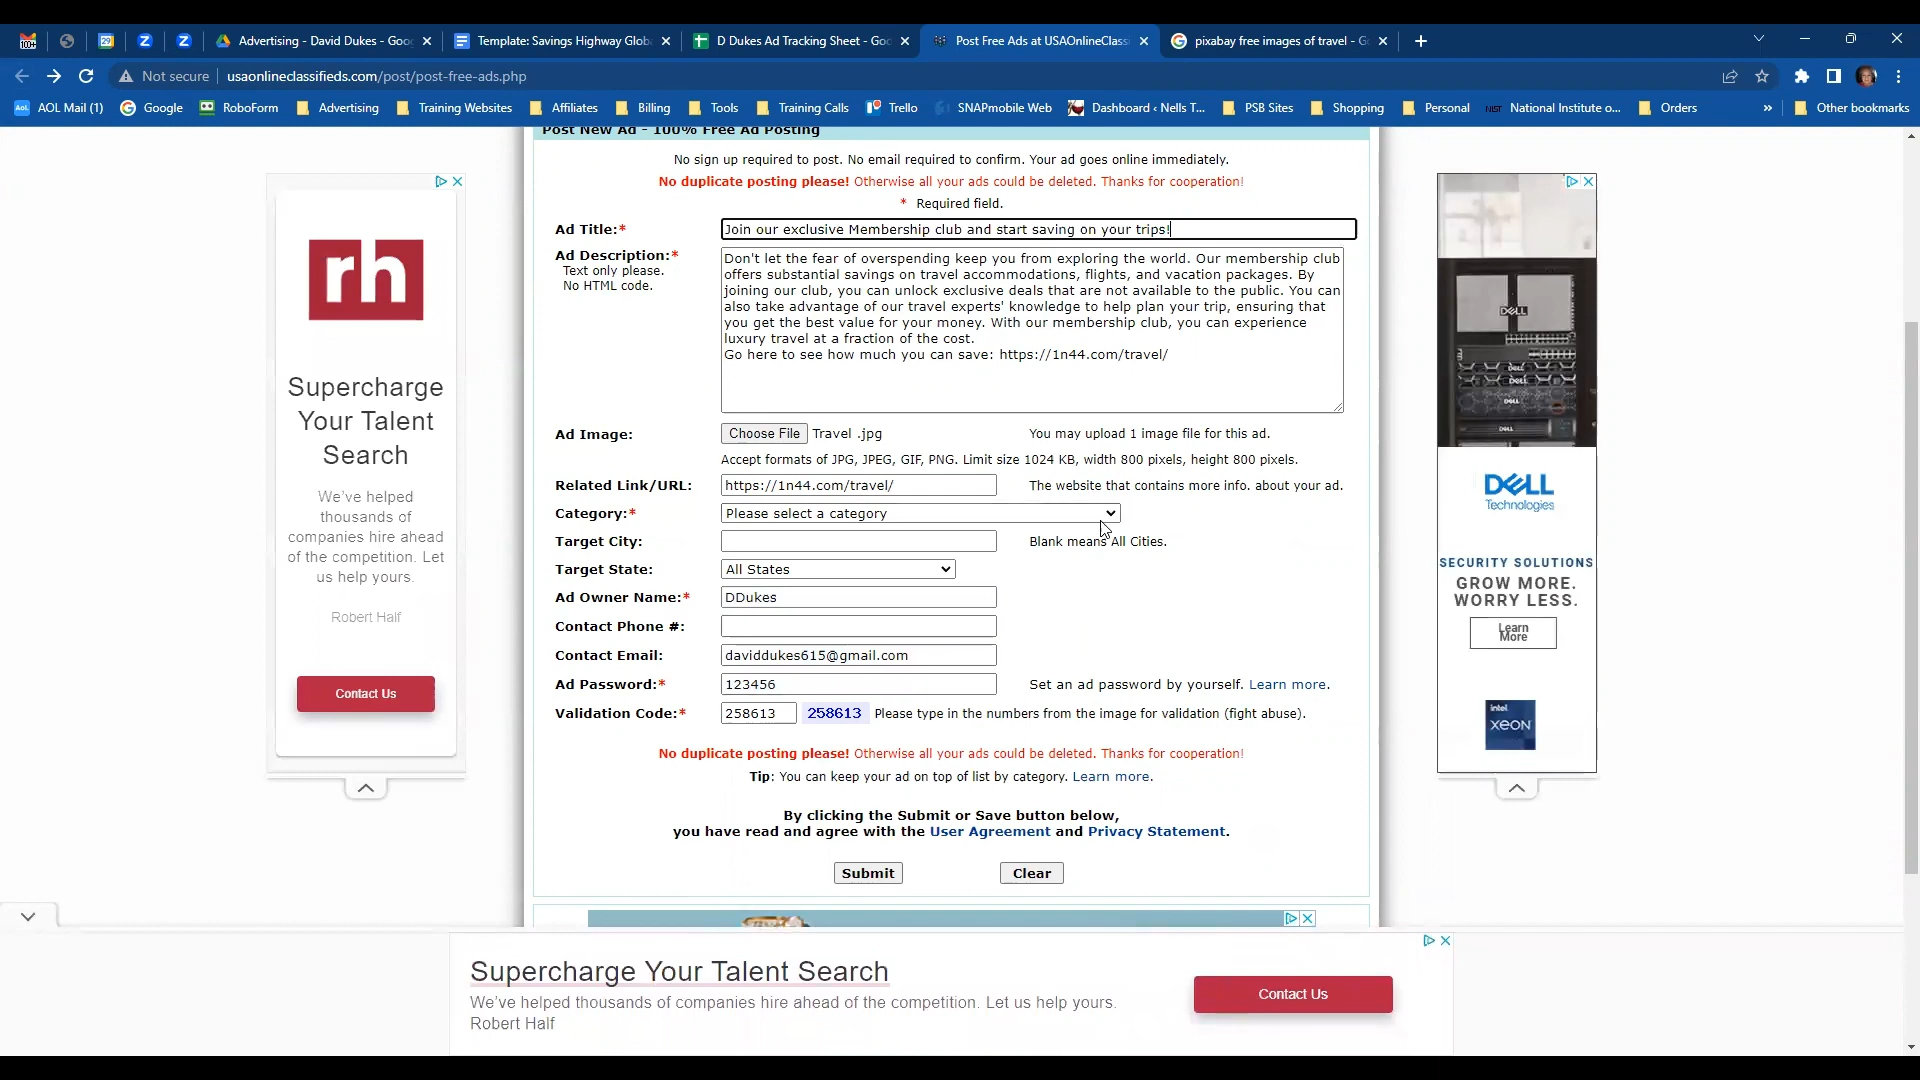 Advertising - David Dukes - Goo
Template: Savings Highway Glob
D Dukes Ad Tracking Sheet - Goo
Post Free Ads at USAOnlineClass
pixabay free images of travel - G
Not secure
usaonlineclassifieds.com/post/post-free-ads.php
AOL Mail (1)
Google
RoboForm
Advertising
Training Websites
Affiliates
Billing
Tools
Training Calls
Trello
SNAPmobile Web
Dashboard ‹ Nells T...
PSB Sites
Shopping
Personal
National Institute o...
Orders
»
Other bookmarks
Post New Ad - 100% Free Ad Posting
No sign up required to post. No email required to confirm. Your ad goes online immediately.
No duplicate posting please! Otherwise all your ads could be deleted. Thanks for cooperation!
* Required field.
Ad Title:* Join our exclusive Membership club and start saving on your trips!
Ad Description:*
Text only please.
No HTML code.
Don't let the fear of overspending keep you from exploring the world. Our membership club
offers substantial savings on travel accommodations, flights, and vacation packages. By
joining our club, you can unlock exclusive deals that are not available to the public. You can
also take advantage of our travel experts' knowledge to help plan your trip, ensuring that
you get the best value for your money. With our membership club, you can experience
luxury travel at a fraction of the cost.
Go here to see how much you can save: https://1n44.com/travel/
Ad Image: Choose File Travel .jpg You may upload 1 image file for this ad.
Accept formats of JPG, JPEG, GIF, PNG. Limit size 1024 KB, width 800 pixels, height 800 pixels.
Related Link/URL: https://1n44.com/travel/ The website that contains more info. about your ad.
Category:* Please select a category
Target City: Blank means All Cities.
Target State: All States
Ad Owner Name:* DDukes
Contact Phone #:
Contact Email: daviddukes615@gmail.com
Ad Password:* 123456 Set an ad password by yourself. Learn more.
Validation Code:* 258613 258613 Please type in the numbers from the image for validation (fight abuse).
No duplicate posting please! Otherwise all your ads could be deleted. Thanks for cooperation!
Tip: You can keep your ad on top of list by category. Learn more.
By clicking the Submit or Save button below,
you have read and agree with the User Agreement and Privacy Statement.
Submit
Clear
rh
Supercharge
Your Talent
Search
We've helped
thousands of
companies hire ahead
of the competition. Let
us help yours.
Robert Half
Contact Us
DELL
Technologies
SECURITY SOLUTIONS
GROW MORE.
WORRY LESS.
Learn
More
intel
XEON
Supercharge Your Talent Search
We've helped thousands of companies hire ahead of the competition. Let us help yours.
Robert Half
Contact Us